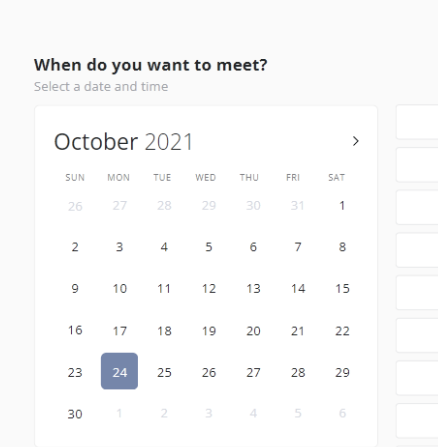 When do you want to meet?
Select a date and time
October 2021
SUN MON TUE WED THU FRI SAT
26 27 28 29 30 31 1
2 3 4 5 6 7 8
9 10 11 12 13 14 15
16 17 18 19 20 21 22
23 24 25 26 27 28 29
30 1 2 3 4 5 6